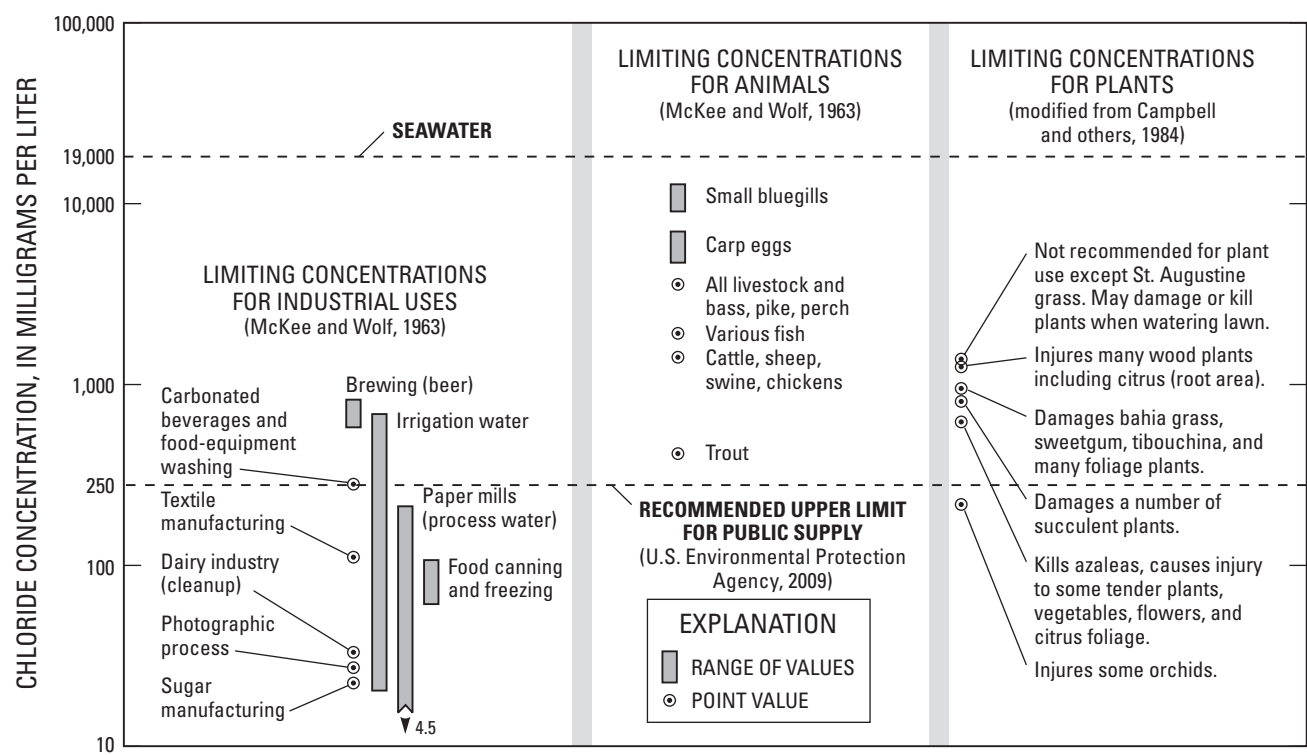 CHLORIDE CONCENTRATION, IN MILLIGRAMS PER LITER
100,000
19,000
10,000
1,000
250
100
10
SEAWATER
LIMITING CONCENTRATIONS
FOR INDUSTRIAL USES
(McKee and Wolf, 1963)
Carbonated
beverages and
food-equipment
washing
Textile
manufacturing
Dairy industry
(cleanup)
Photographic
process
Sugar
manufacturing
Brewing (beer)
Irrigation water
Paper mills
(process water)
Food canning
and freezing
4.5
LIMITING CONCENTRATIONS
FOR ANIMALS
(McKee and Wolf, 1963)
Small bluegills
Carp eggs
All livestock and
bass, pike, perch
Various fish
Cattle, sheep,
swine, chickens
Trout
RECOMMENDED UPPER LIMIT
FOR PUBLIC SUPPLY
(U.S. Environmental Protection
Agency, 2009)
EXPLANATION
RANGE OF VALUES
POINT VALUE
LIMITING CONCENTRATIONS
FOR PLANTS
(modified from Campbell
and others, 1984)
Not recommended for plant
use except St. Augustine
grass. May damage or kill
plants when watering lawn.
Injures many wood plants
including citrus (root area).
Damages bahia grass,
sweetgum, tibouchina, and
many foliage plants.
Damages a number of
succulent plants.
Kills azaleas, causes injury
to some tender plants,
vegetables, flowers, and
citrus foliage.
Injures some orchids.